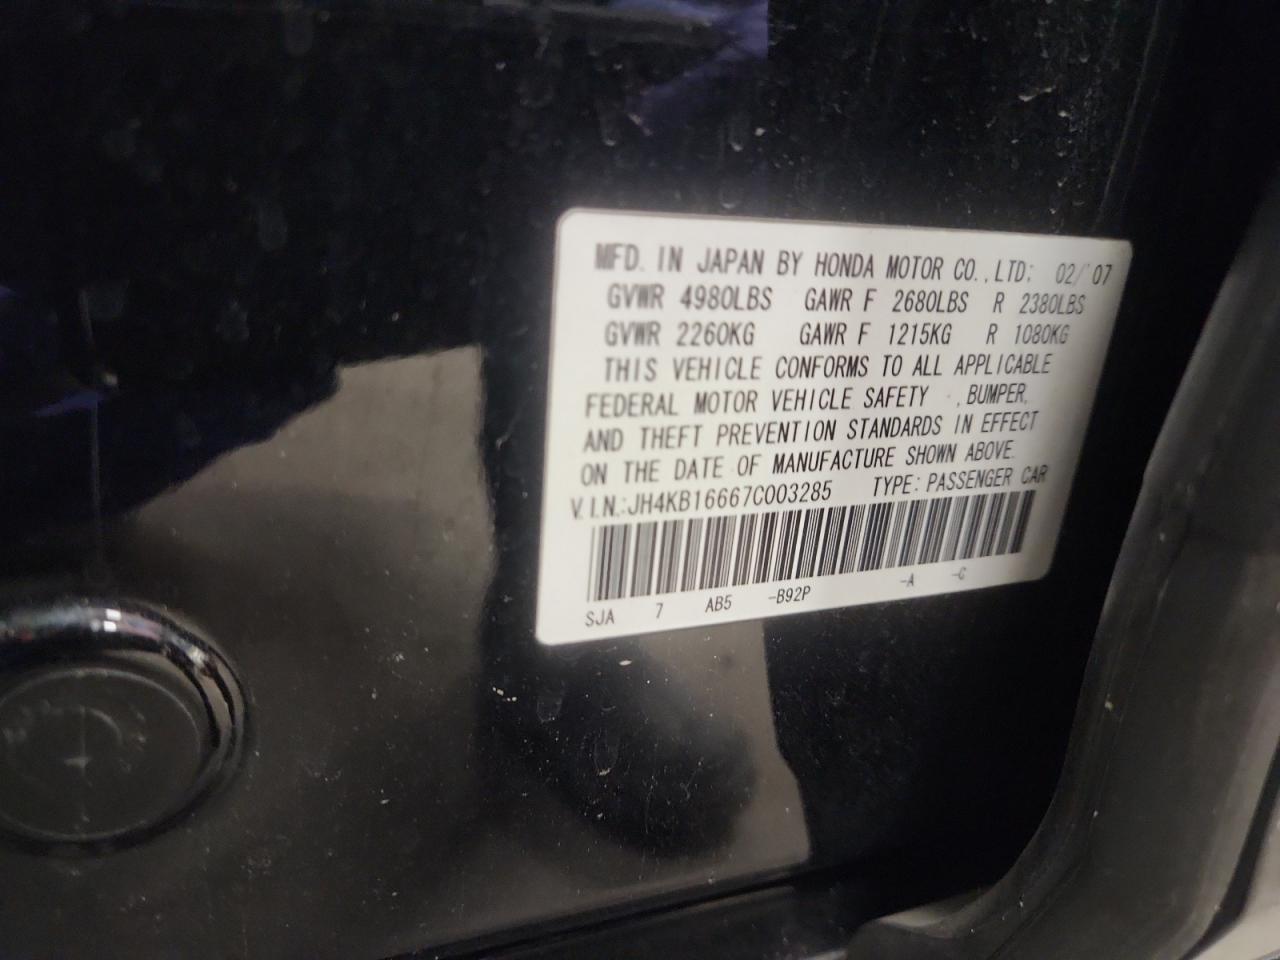 MFD. IN JAPAN BY HONDA MOTOR CO.,LTD; 02/'07
GVWR 4980LBS GAWR F 2680LBS R 2380LBS
GVWR 2260KG GAWR F 1215KG R 1080KG
THIS VEHICLE CONFORMS TO ALL APPLICABLE
FEDERAL MOTOR VEHICLE SAFETY , BUMPER,
AND THEFT PREVENTION STANDARDS IN EFFECT
ON THE DATE OF MANUFACTURE SHOWN ABOVE.
V.I.N.:JH4KB16667C003285 TYPE: PASSENGER CAR
SJA 7 AB5 -B92P -A -C